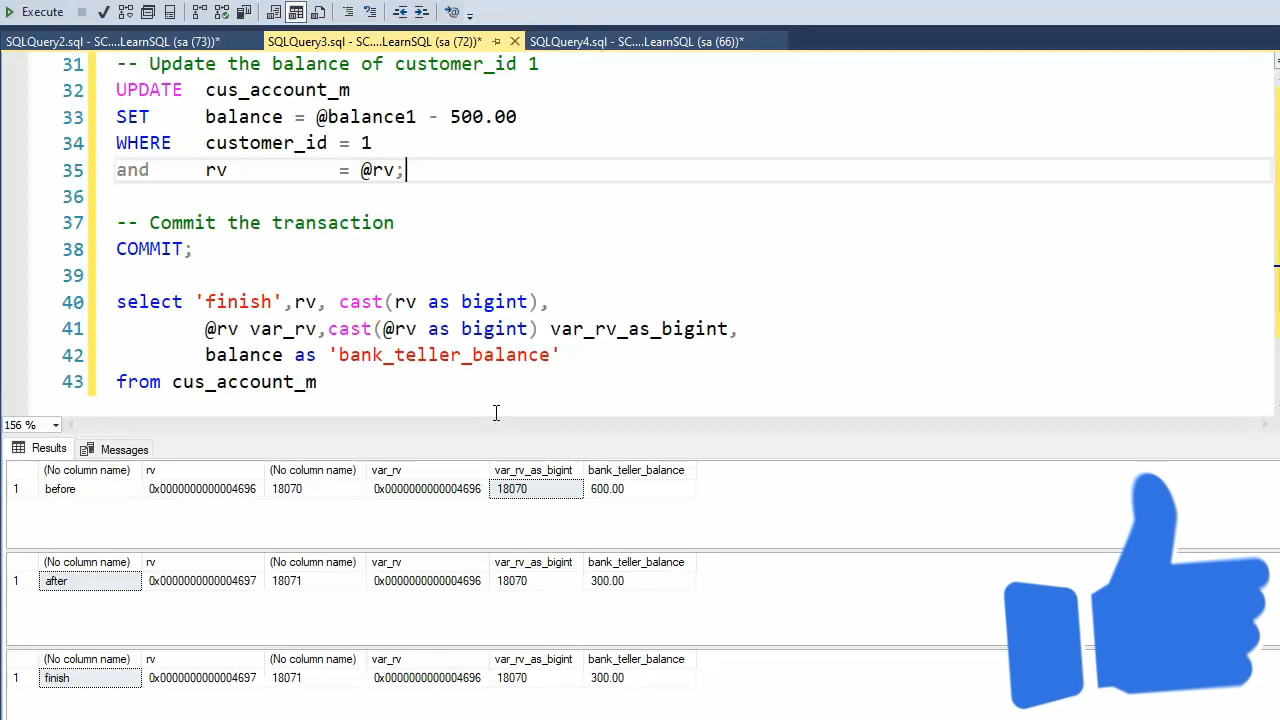 Execute
SQLQuery2.sql - SC....LearnSQL (sa (73))*
SQLQuery3.sql - SC....LearnSQL (sa (72))*
SQLQuery4.sql - SC....LearnSQL (sa (66))*
31 -- Update the balance of customer_id 1
32 UPDATE cus_account_m
33 SET balance = @balance1 - 500.00
34 WHERE customer_id = 1
35 and rv = @rv;
36
37 -- Commit the transaction
38 COMMIT;
39
40 select 'finish',rv, cast(rv as bigint),
41 @rv var_rv,cast(@rv as bigint) var_rv_as_bigint,
42 balance as 'bank_teller_balance'
43 from cus_account_m
156 %
Results Messages
(No column name) rv (No column name) var_rv var_rv_as_bigint bank_teller_balance
1 before 0x0000000000004696 18070 0x0000000000004696 18070 600.00
(No column name) rv (No column name) var_rv var_rv_as_bigint bank_teller_balance
1 after 0x0000000000004697 18071 0x0000000000004696 18070 300.00
(No column name) rv (No column name) var_rv var_rv_as_bigint bank_teller_balance
1 finish 0x0000000000004697 18071 0x0000000000004696 18070 300.00